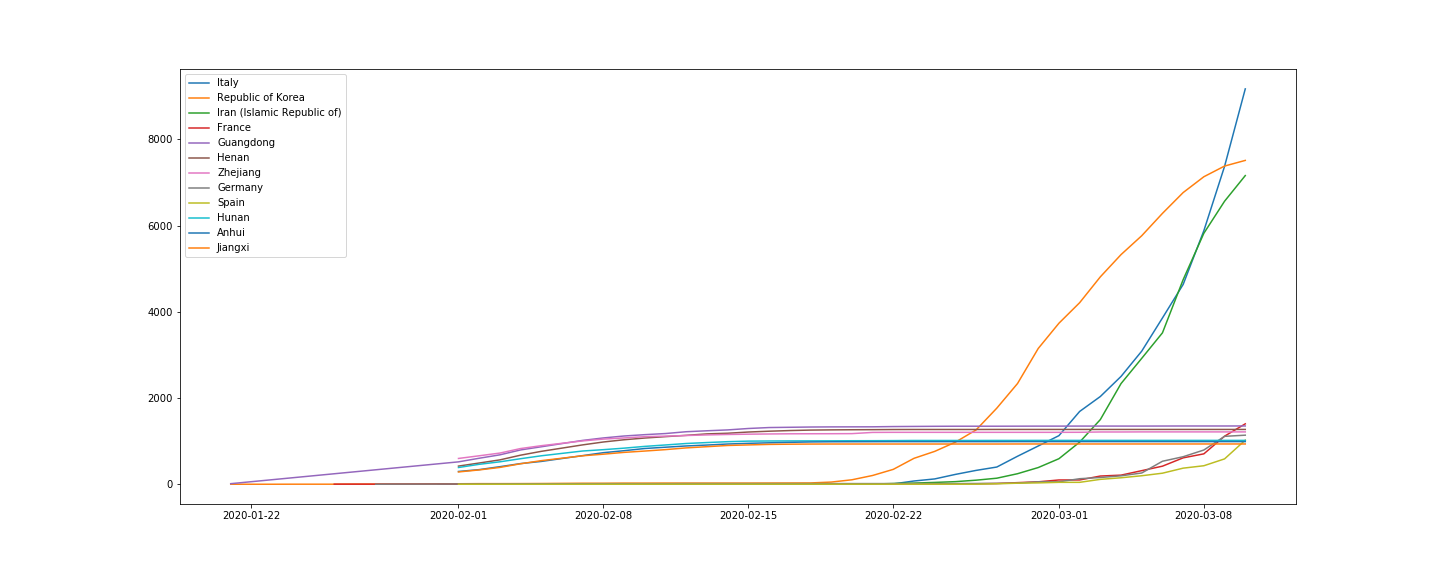 Italy
Republic of Korea
Iran (Islamic Republic of)
France
Guangdong
Henan
Zhejiang
Germany
Spain
Hunan
Anhui
Jiangxi
8000
6000
4000
2000
0
2020-01-22
2020-02-01
2020-02-08
2020-02-15
2020-02-22
2020-03-01
2020-03-08